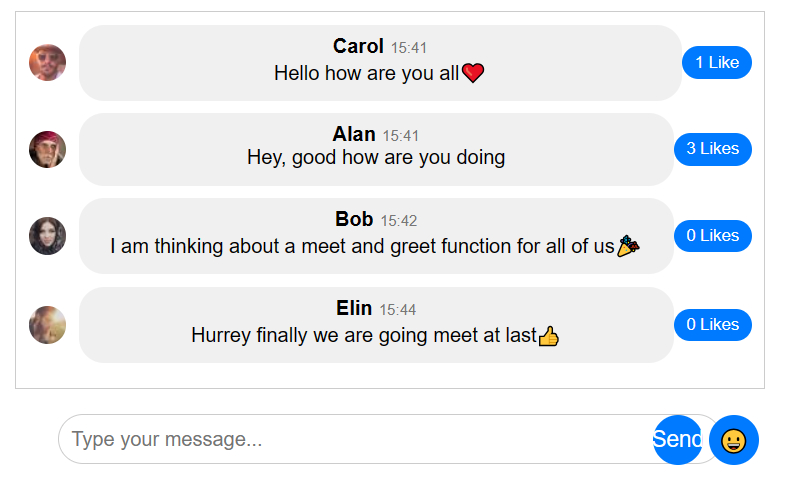 Carol 15:41
Hello how are you all❤️
1 Like
Alan 15:41
Hey, good how are you doing
3 Likes
Bob 15:42
I am thinking about a meet and greet function for all of us🎉
0 Likes
Elin 15:44
Hurrey finally we are going meet at last👍
0 Likes
Type your message...
Send 😀